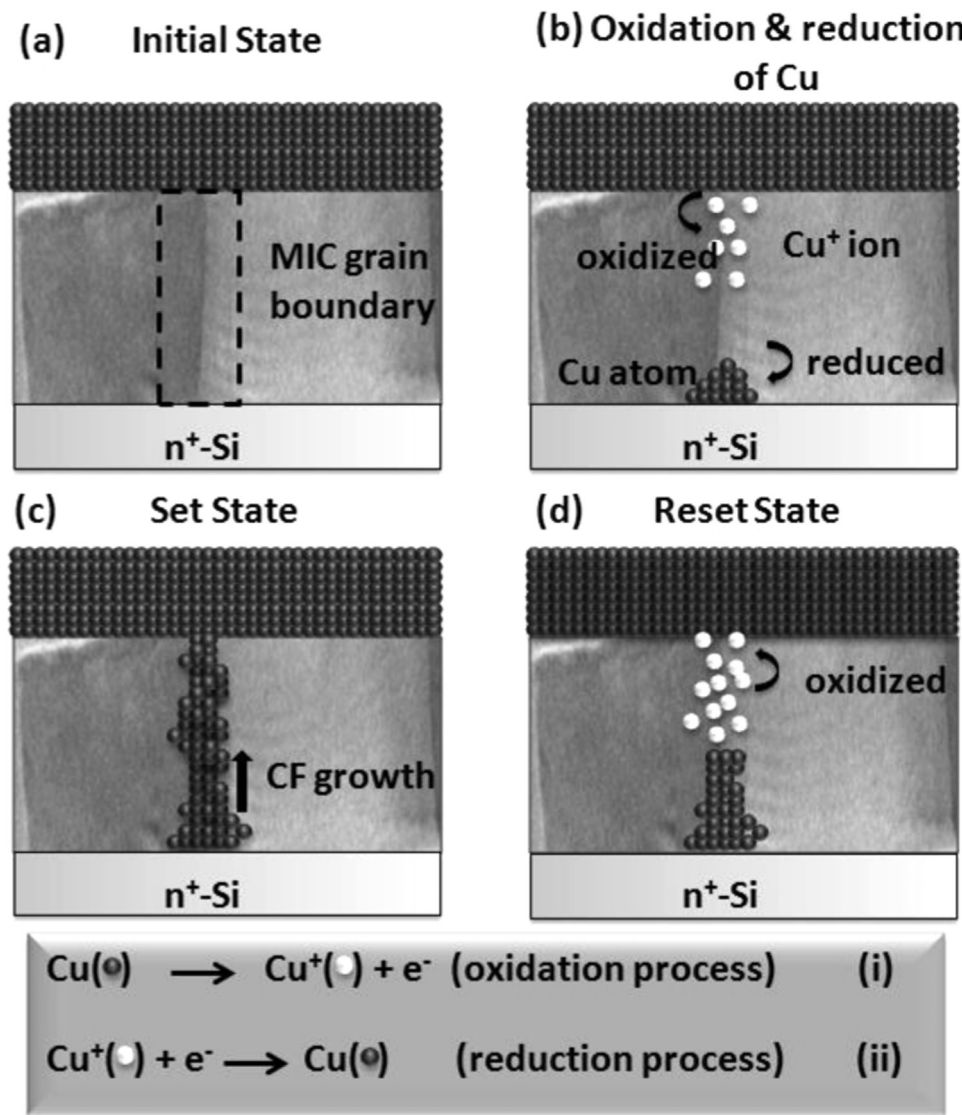 (a) Initial State
(b) Oxidation & reduction
of Cu
MIC grain
boundary
n⁺-Si
oxidized
Cu⁺ ion
Cu atom
reduced
n⁺-Si
(c) Set State
CF growth
n⁺-Si
(d) Reset State
oxidized
n⁺-Si
Cu(●) → Cu⁺(○) + e⁻ (oxidation process) (i)
Cu⁺(○) + e⁻ → Cu(●) (reduction process) (ii)